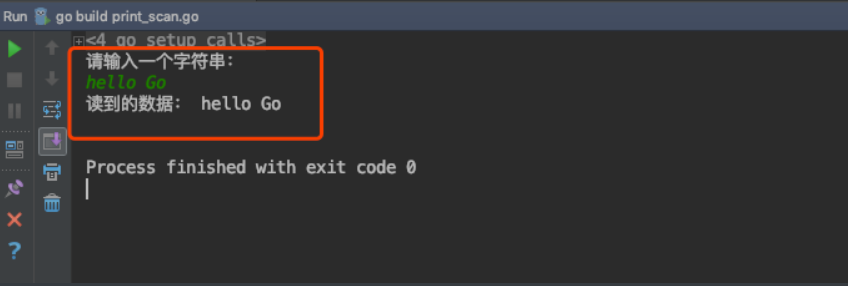 Run go build print_scan.go
<4 go setup calls>
请输入一个字符串：
hello Go
读到的数据： hello Go
Process finished with exit code 0